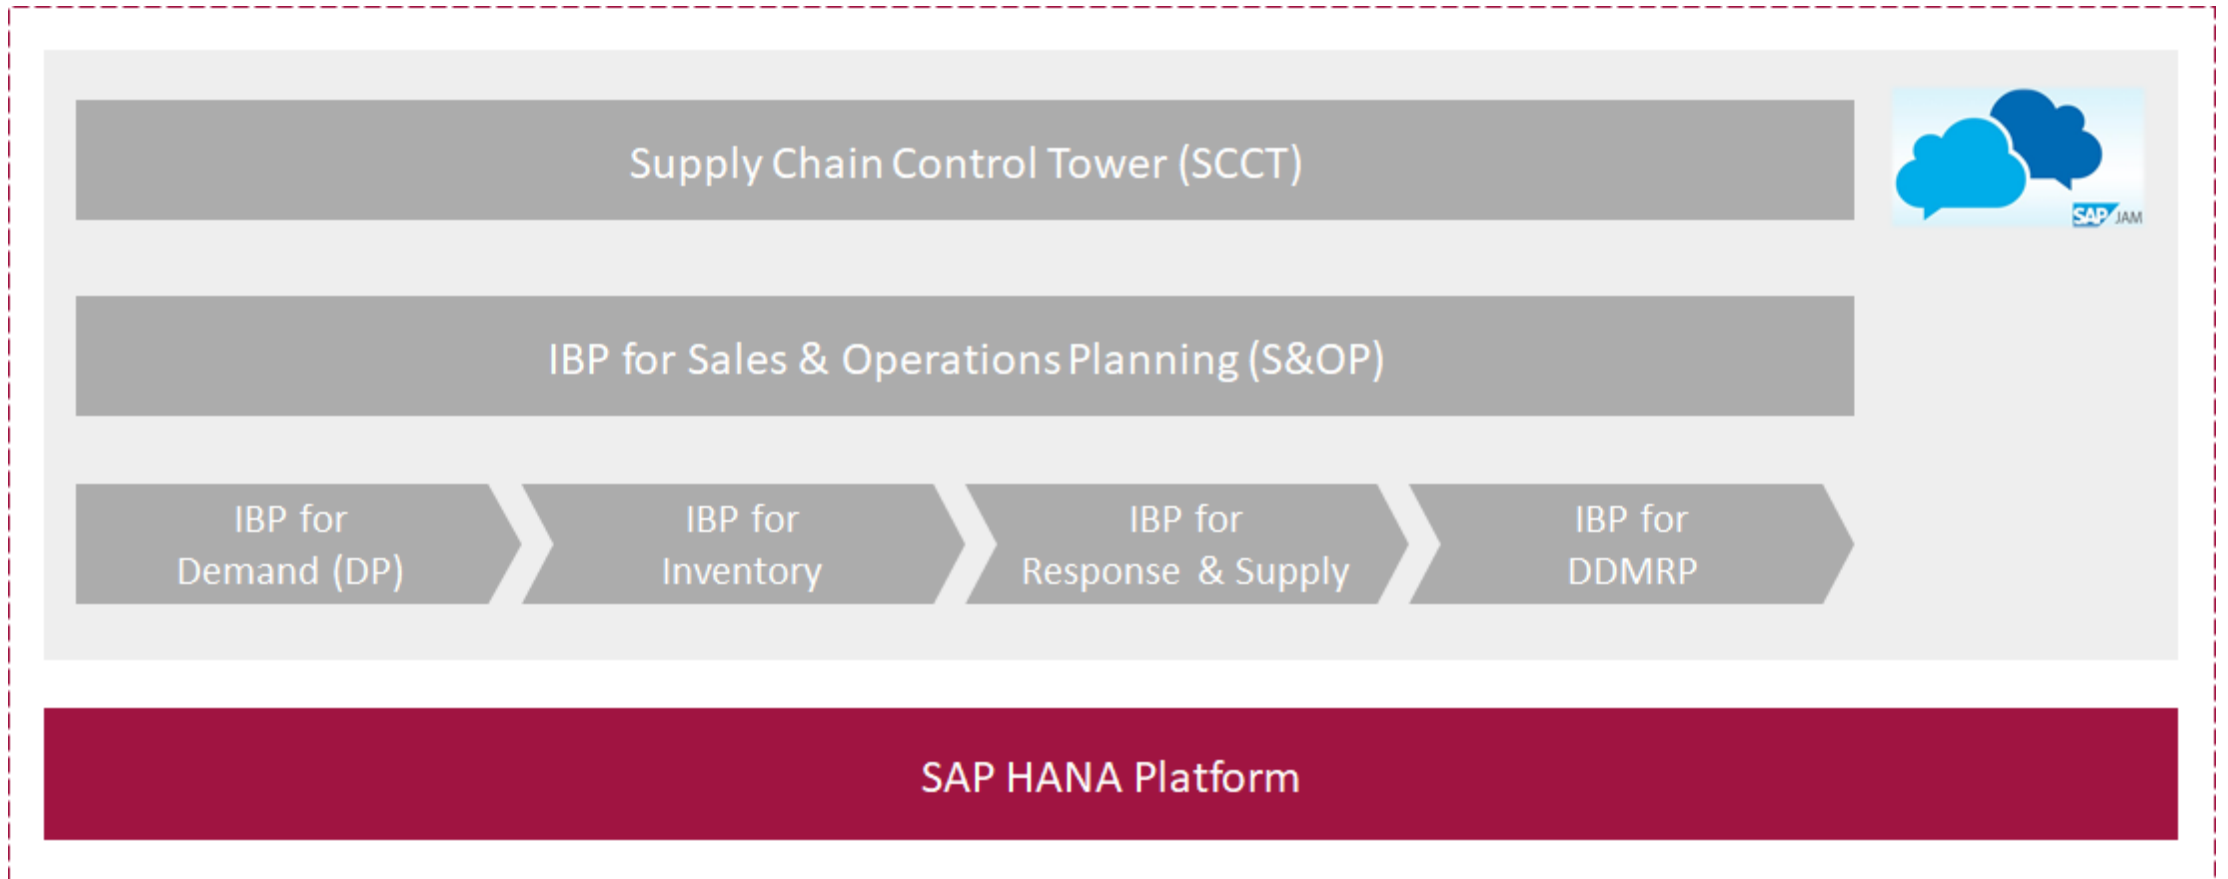 Supply Chain Control Tower (SCCT)
SAP JAM
IBP for Sales & Operations Planning (S&OP)
IBP for
Demand (DP)
IBP for
Inventory
IBP for
Response & Supply
IBP for
DDMRP
SAP HANA Platform